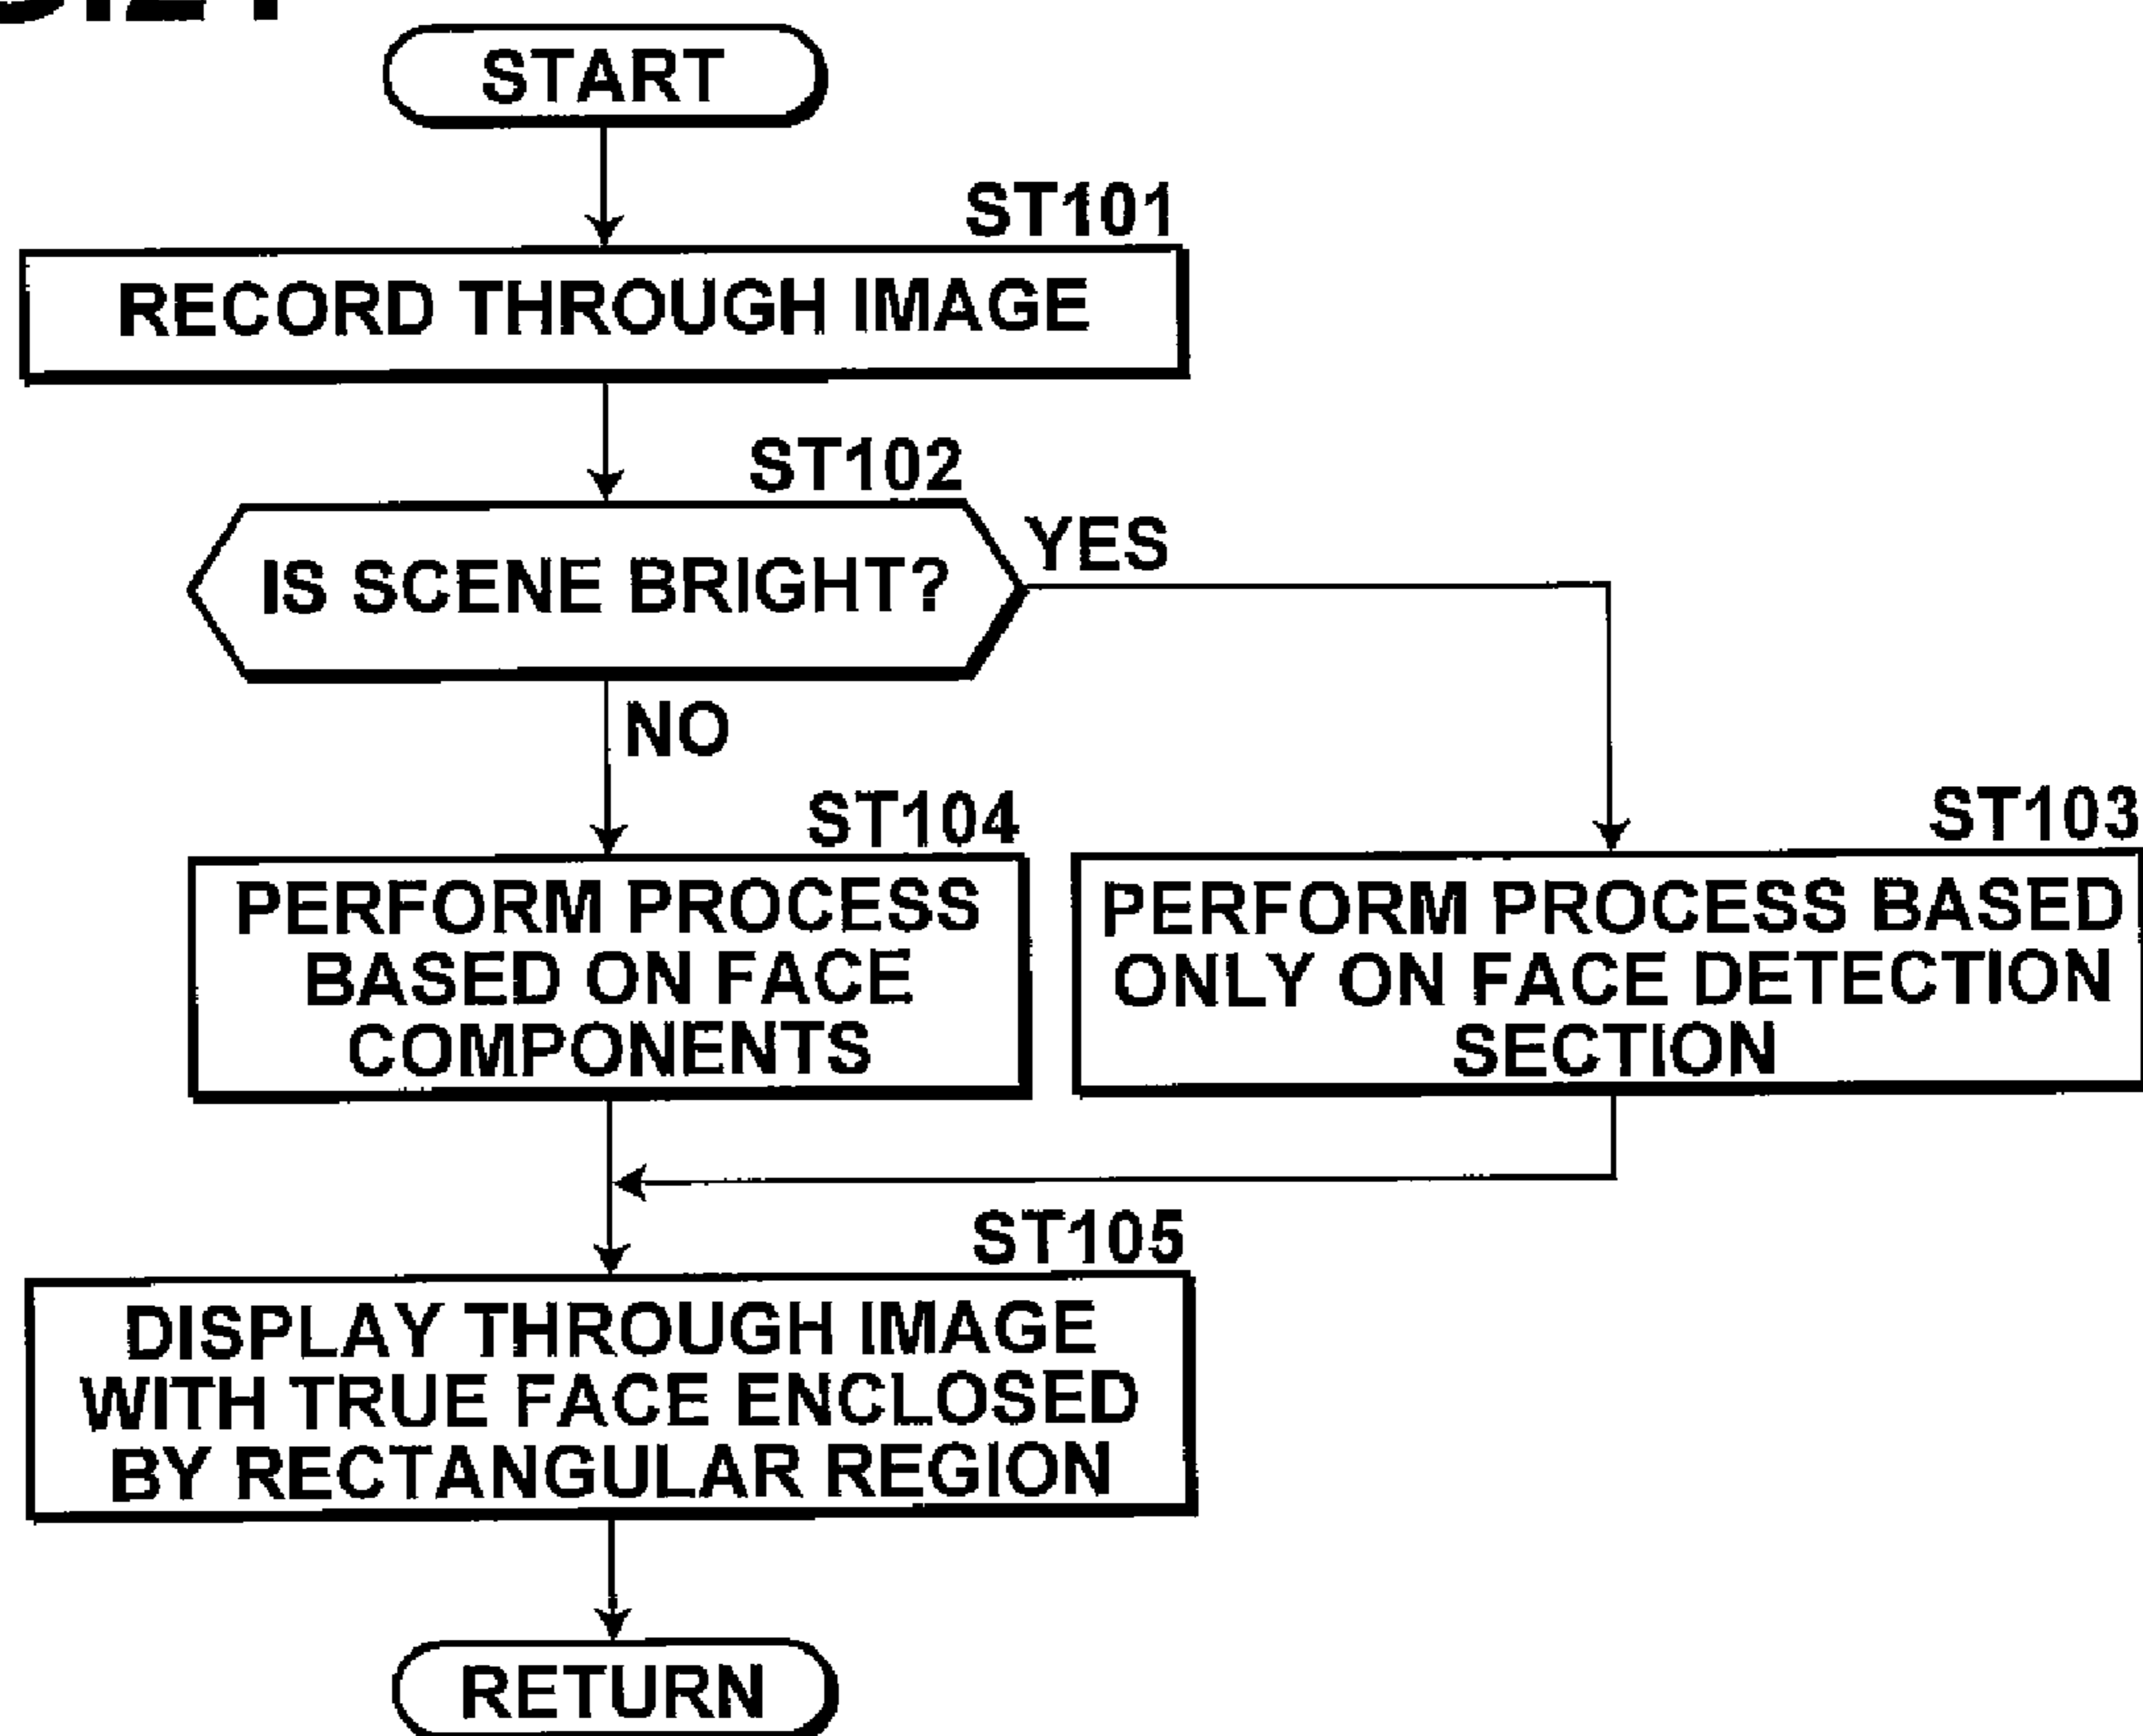 START
ST101
RECORD THROUGH IMAGE
ST102
IS SCENE BRIGHT?
YES
NO
ST104
PERFORM PROCESS
BASED ON FACE
COMPONENTS
ST103
PERFORM PROCESS BASED
ONLY ON FACE DETECTION
SECTION
ST105
DISPLAY THROUGH IMAGE
WITH TRUE FACE ENCLOSED
BY RECTANGULAR REGION
RETURN